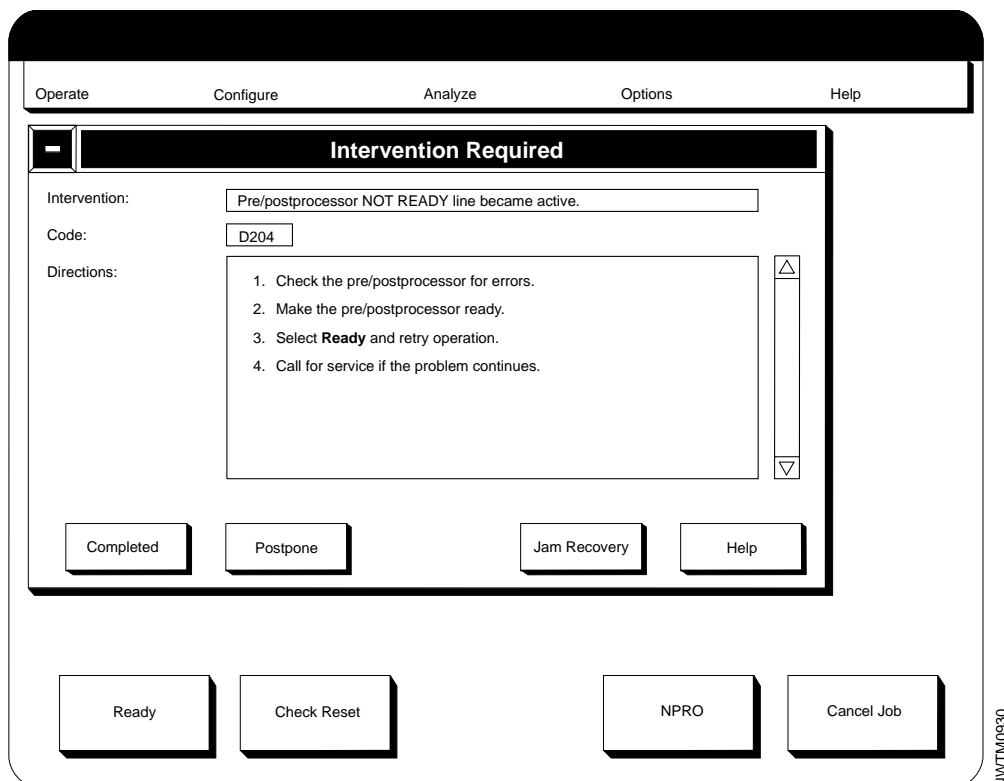 Operate Configure Analyze Options Help
Intervention Required
Intervention: Pre/postprocessor NOT READY line became active.
Code: D204
Directions:
1. Check the pre/postprocessor for errors.
2. Make the pre/postprocessor ready.
3. Select Ready and retry operation.
4. Call for service if the problem continues.
Completed Postpone Jam Recovery Help
Ready Check Reset NPRO Cancel Job